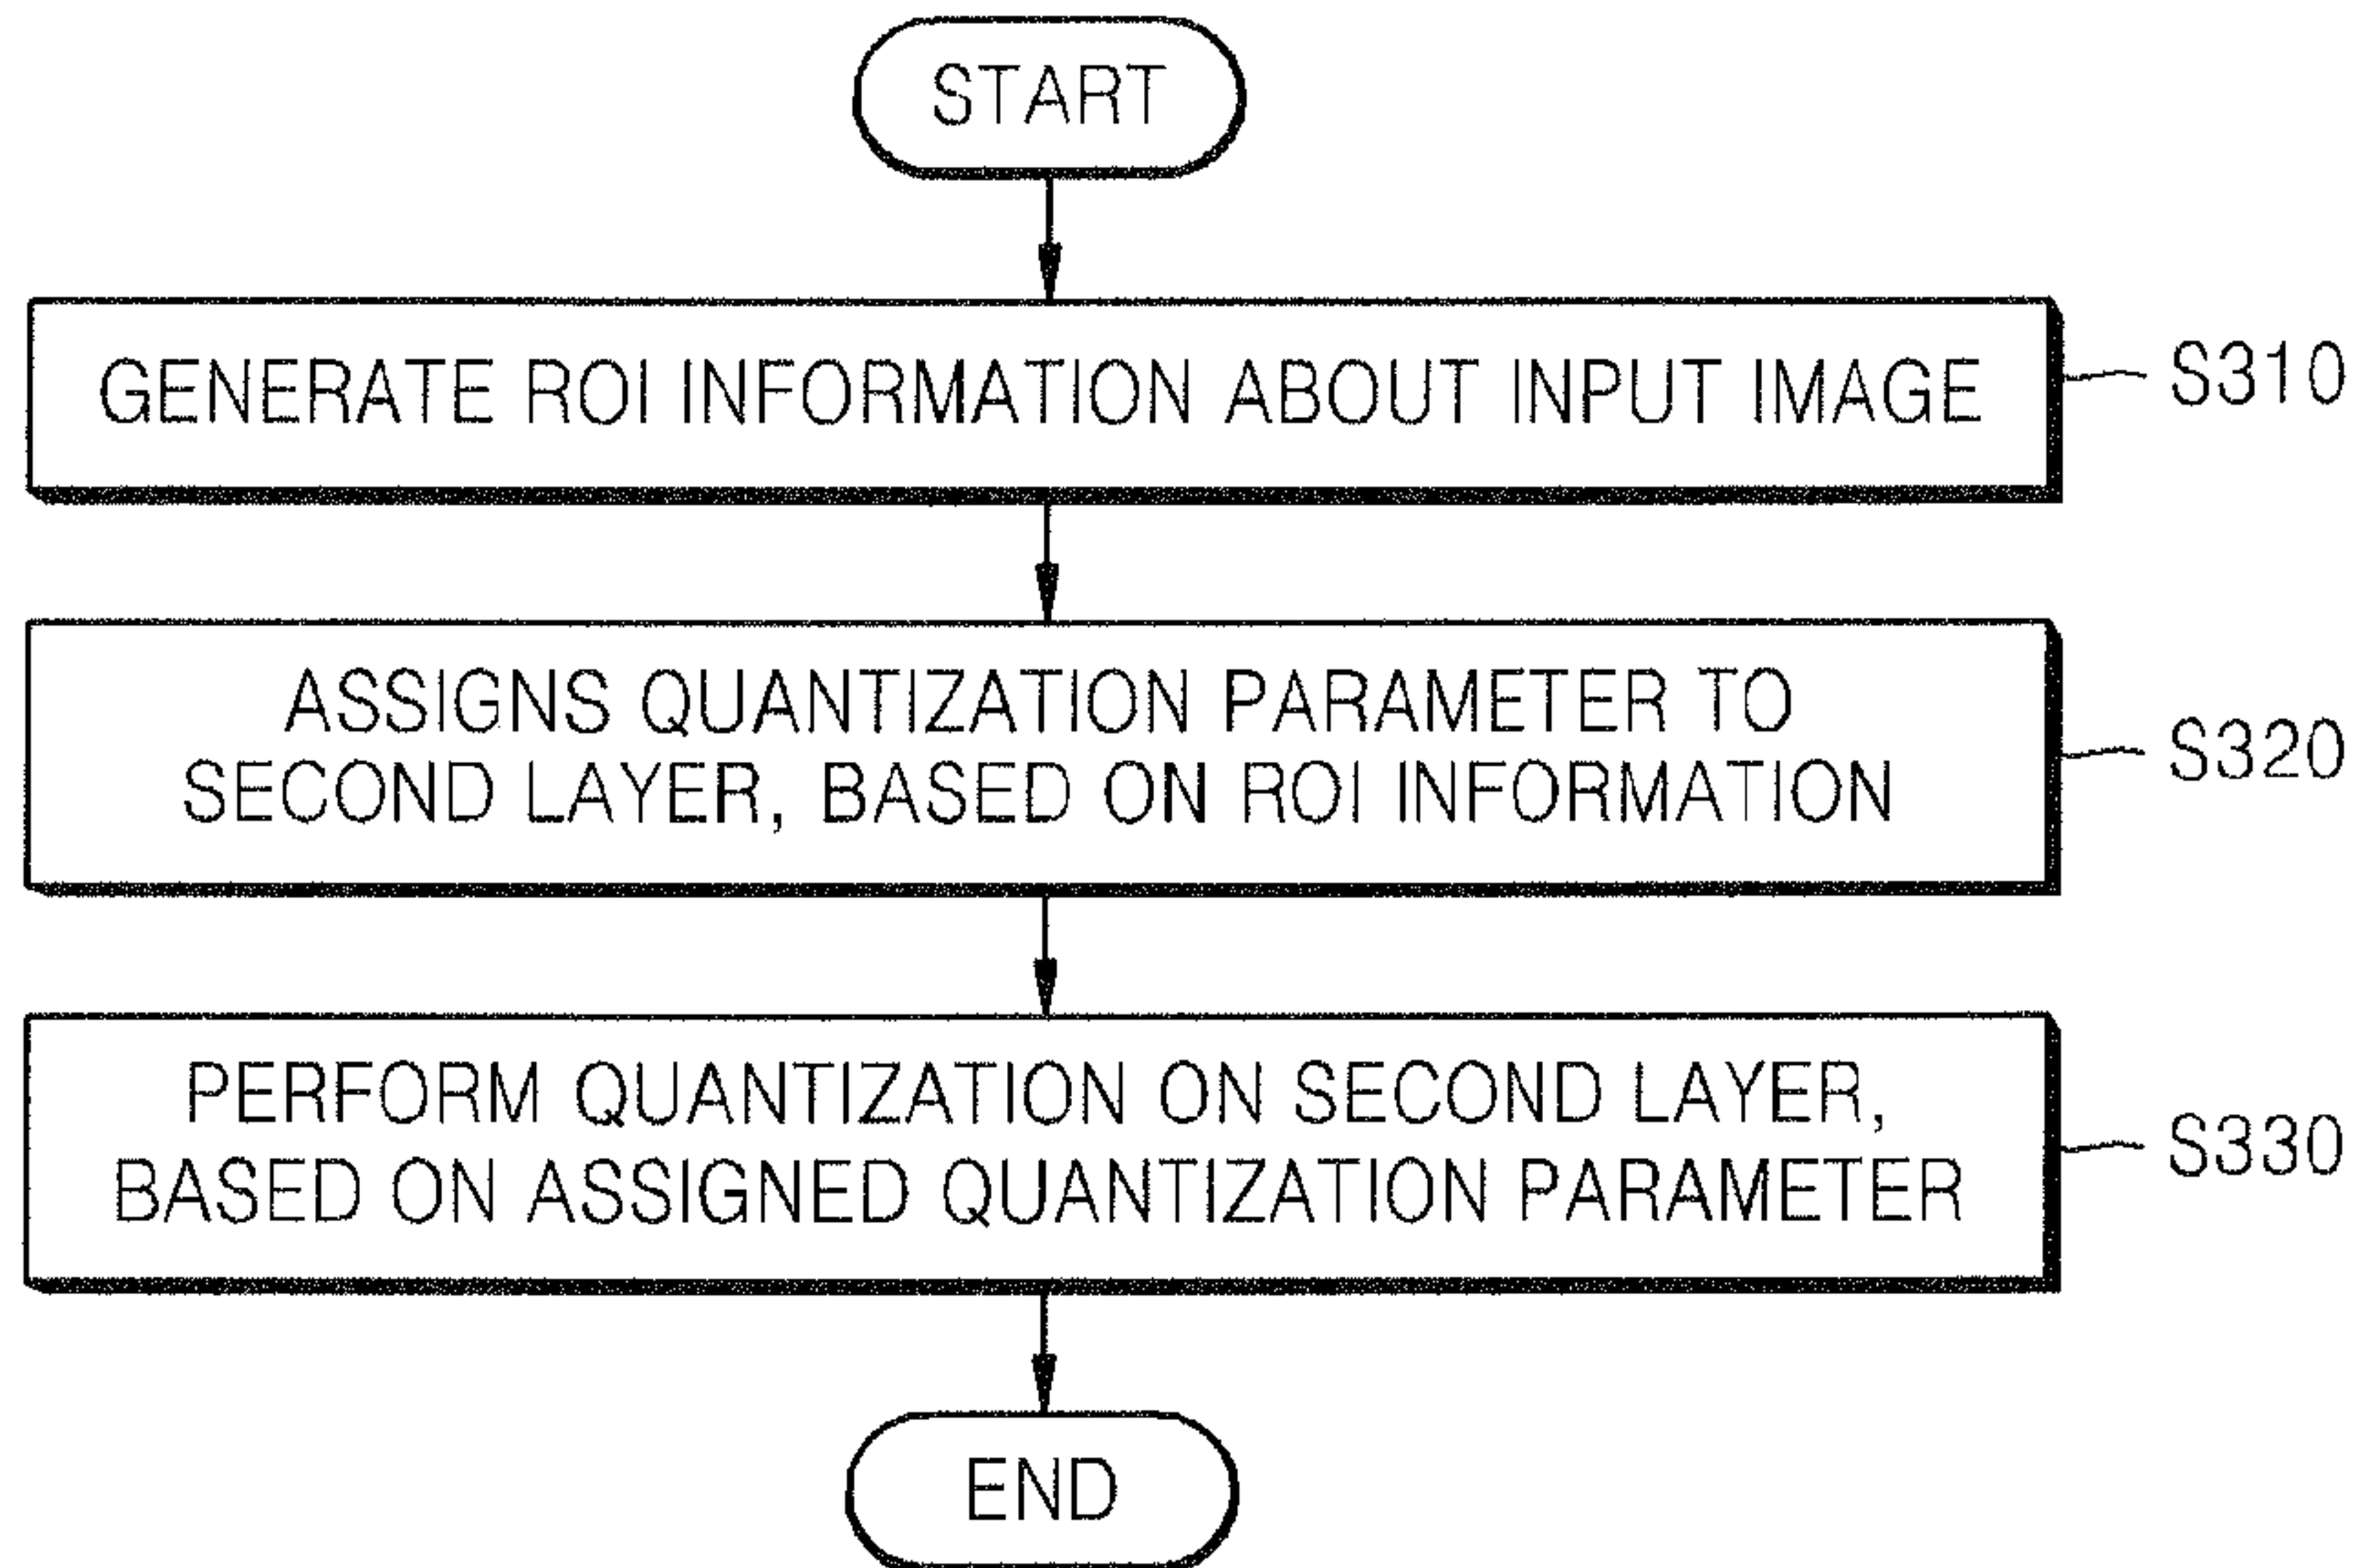 START
GENERATE ROI INFORMATION ABOUT INPUT IMAGE
S310
ASSIGNS QUANTIZATION PARAMETER TO
SECOND LAYER, BASED ON ROI INFORMATION
S320
PERFORM QUANTIZATION ON SECOND LAYER,
BASED ON ASSIGNED QUANTIZATION PARAMETER
S330
END